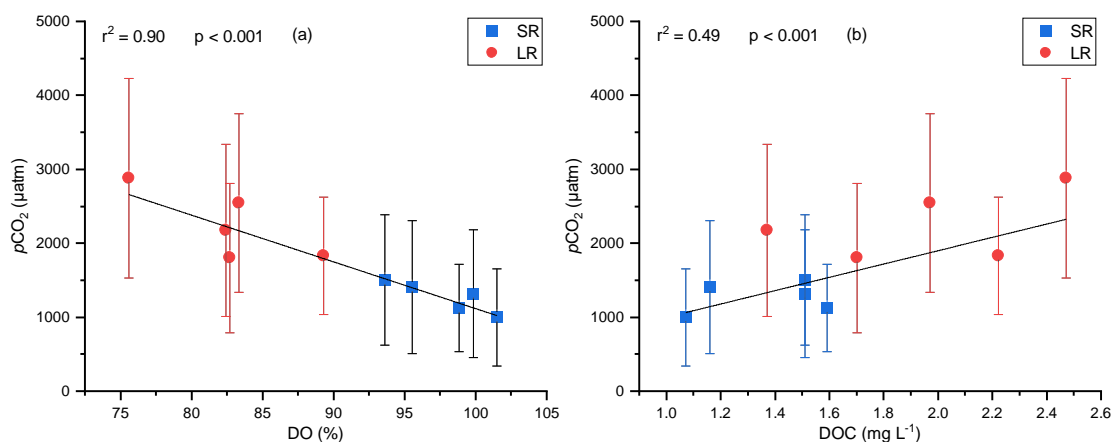 r² = 0.90 p < 0.001 (a)
SR
LR
5000
4000
3000
2000
1000
0
pCO₂ (µatm)
75 80 85 90 95 100 105
DO (%)
r² = 0.49 p < 0.001 (b)
SR
LR
5000
4000
3000
2000
1000
0
pCO₂ (µatm)
1.0 1.2 1.4 1.6 1.8 2.0 2.2 2.4 2.6
DOC (mg L⁻¹)